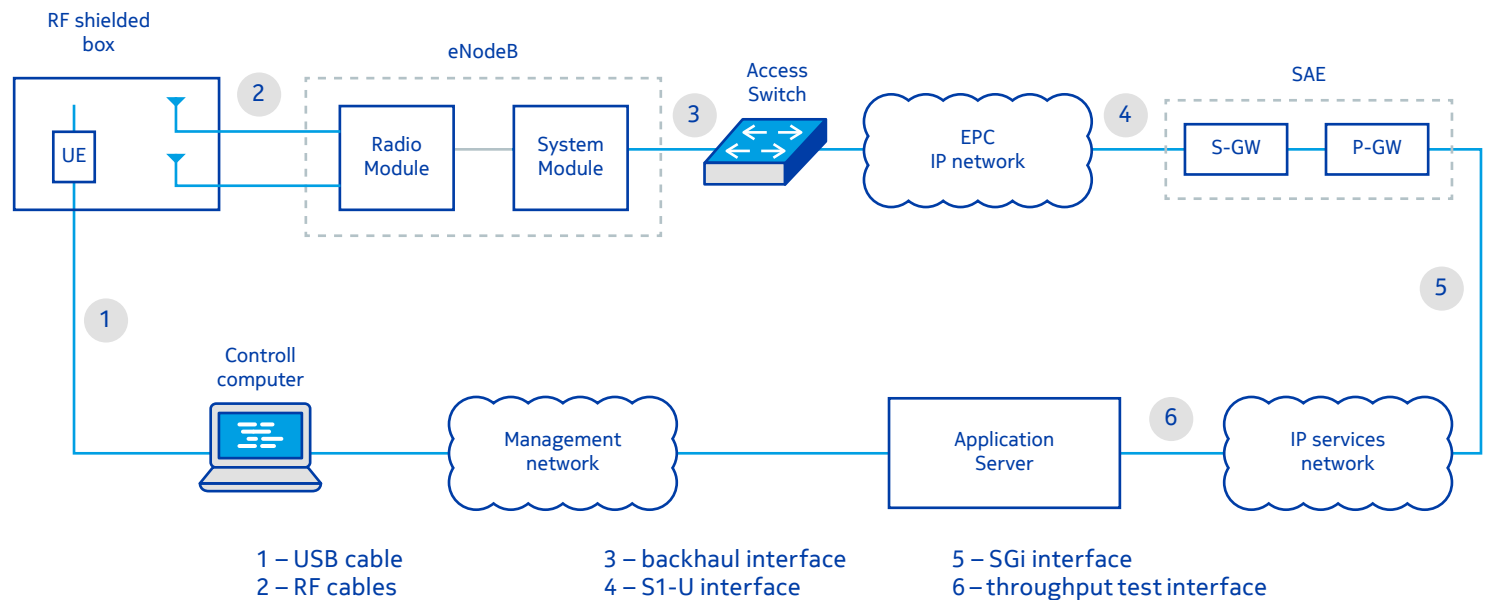 RF shielded
box
eNodeB
Access
Switch
SAE
2
3
4
UE
Radio
Module
System
Module
EPC
IP network
S-GW
P-GW
1
5
Controll
computer
Management
network
Application
Server
6
IP services
network
1 – USB cable
2 – RF cables
3 – backhaul interface
4 – S1-U interface
5 – SGi interface
6 – throughput test interface